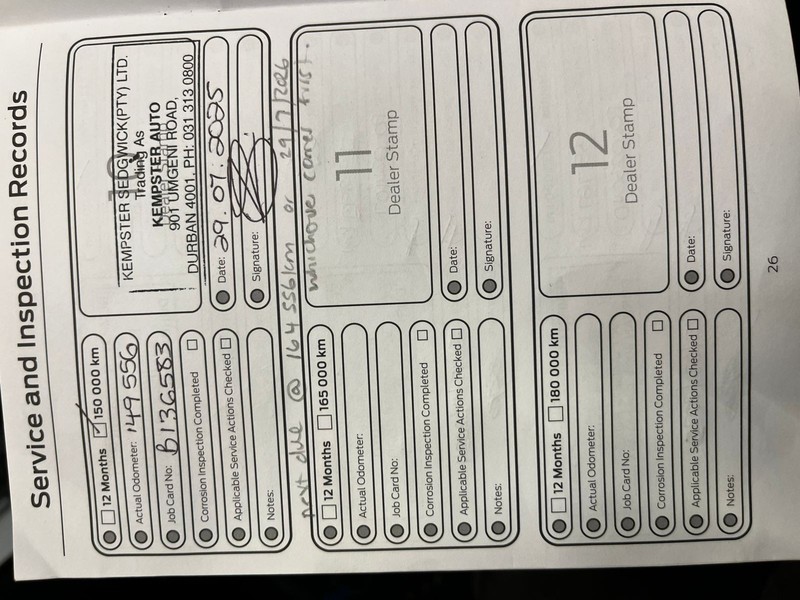 Service and Inspection Records
12 Months
150 000 km
Actual Odometer: 149 556
Job Card No: B136583
Corrosion Inspection Completed
Applicable Service Actions Checked
Notes:
KEMPSTER SEDGWICK(PTY) LTD.
Trading As
KEMPSTER AUTO
901 UMGENI ROAD,
DURBAN 4001, PH: 031 313 0800
Date: 29.07.2025
Signature:
next due @ 164 556km or 29/7/2026
whichever comes first.
12 Months
165 000 km
Actual Odometer:
Job Card No:
Corrosion Inspection Completed
Applicable Service Actions Checked
Notes:
11
Dealer Stamp
Date:
Signature:
12 Months
180 000 km
Actual Odometer:
Job Card No:
Corrosion Inspection Completed
Applicable Service Actions Checked
Notes:
12
Dealer Stamp
Date:
Signature:
26